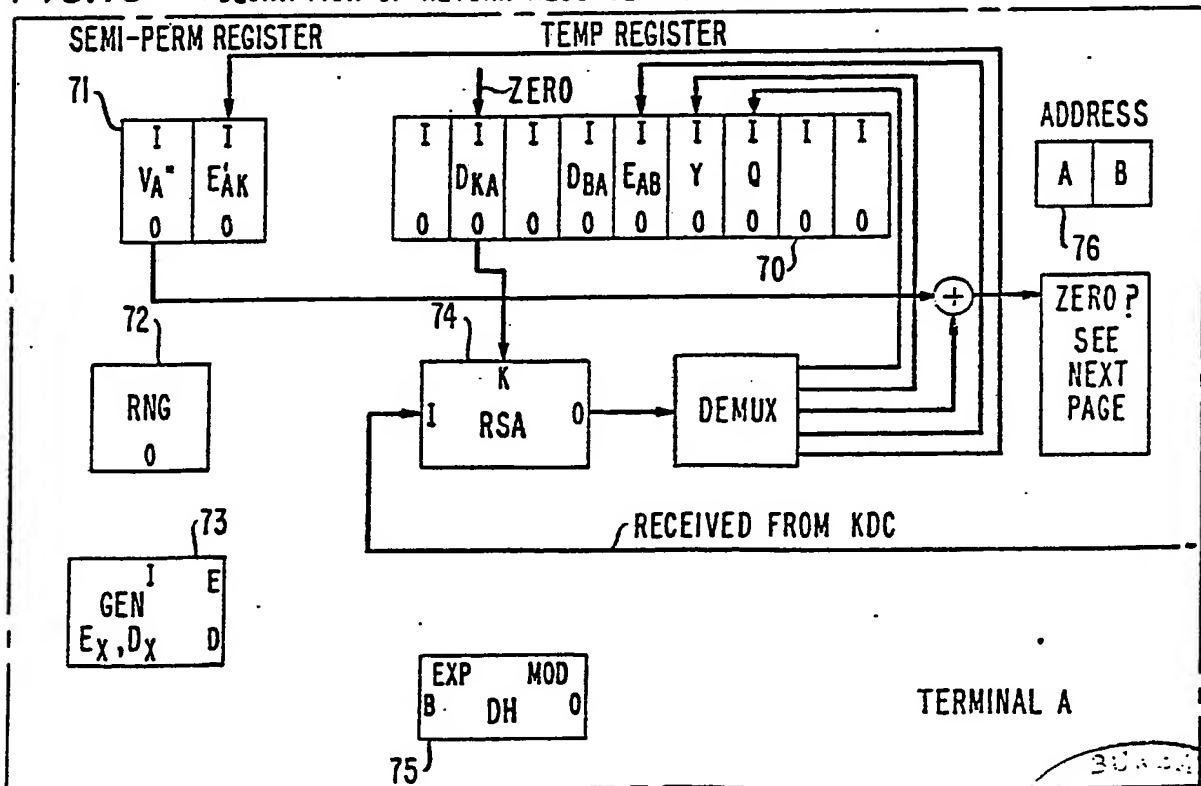 SEMI-PERM REGISTER
TEMP REGISTER
71
ZERO
I I
V_A" E'_AK
0 0
I I I I I I I I I
D_KA D_BA E_AB Y Q
0 0 0 0 0 0 0 0 0
70
ADDRESS
A B
76
+
ZERO?
SEE
NEXT
PAGE
72
RNG
0
74
K
I RSA 0
DEMUX
RECEIVED FROM KDC
73
I E
GEN
E_X, D_X D
EXP MOD
B DH 0
75
TERMINAL A